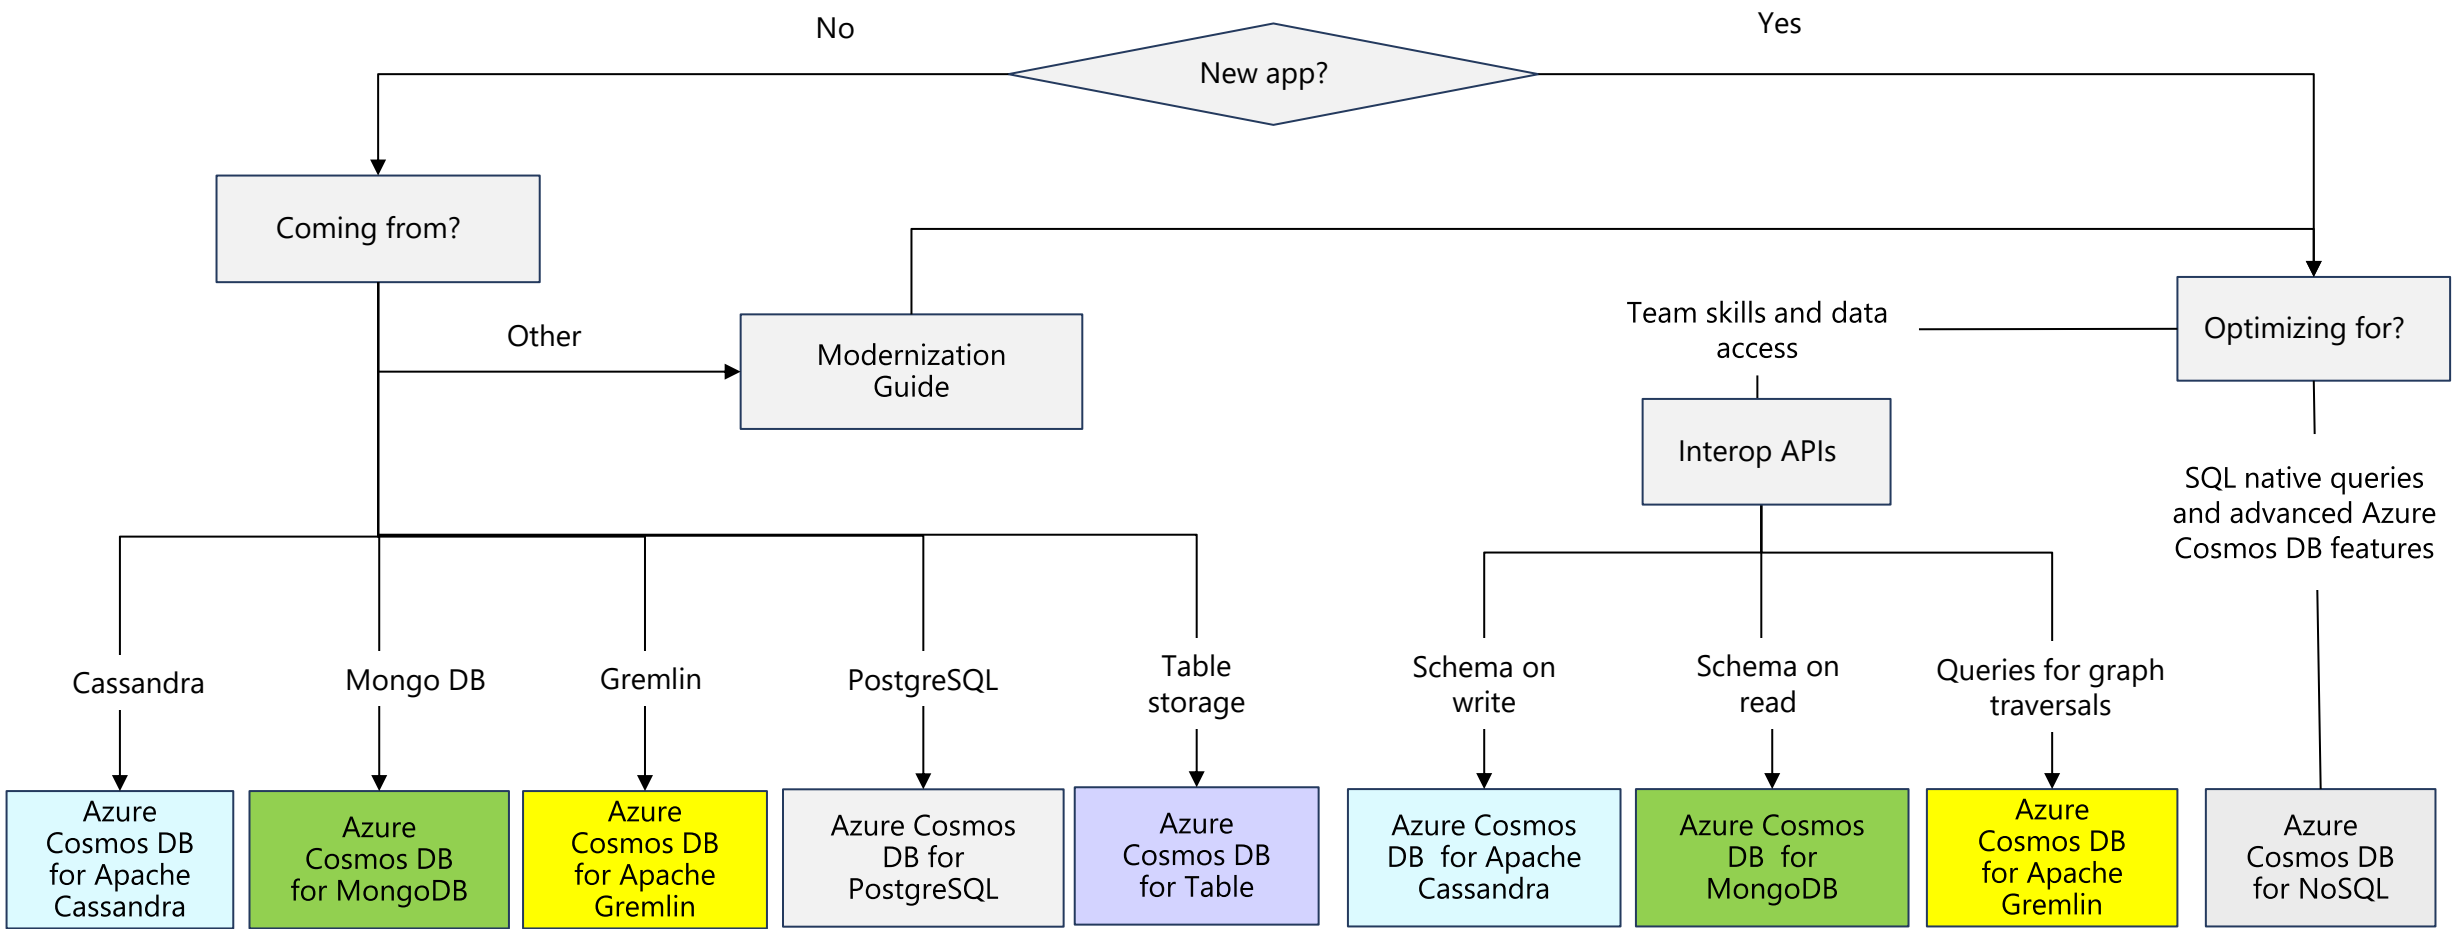 No
Yes
New app?
Coming from?
Other
Modernization
Guide
Team skills and data
access
Optimizing for?
Interop APIs
SQL native queries
and advanced Azure
Cosmos DB features
Cassandra
Mongo DB
Gremlin
PostgreSQL
Table
storage
Schema on
write
Schema on
read
Queries for graph
traversals
Azure
Cosmos DB
for Apache
Cassandra
Azure
Cosmos DB
for MongoDB
Azure
Cosmos DB
for Apache
Gremlin
Azure Cosmos
DB for
PostgreSQL
Azure
Cosmos DB
for Table
Azure Cosmos
DB  for Apache
Cassandra
Azure Cosmos
DB  for
MongoDB
Azure
Cosmos DB
for Apache
Gremlin
Azure
Cosmos DB
for NoSQL